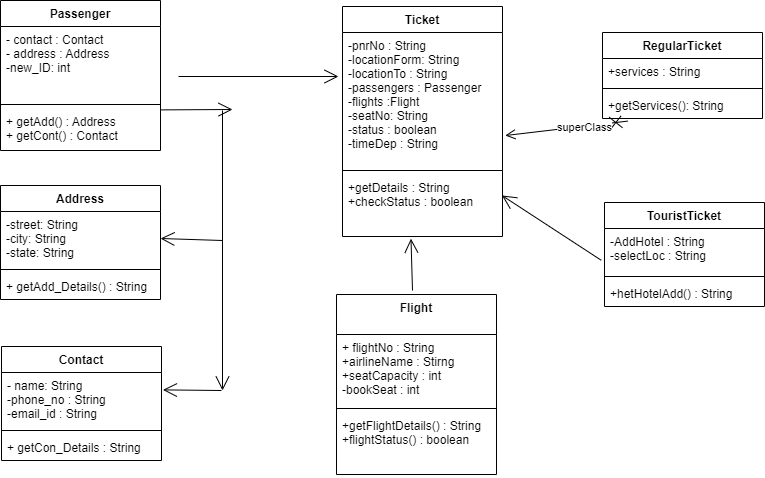 Passenger
- contact : Contact
- address : Address
-new_ID: int
+ getAdd() : Address
+ getCont() : Contact
Address
-street: String
-city: String
-state: String
+ getAdd_Details() : String
Contact
- name: String
-phone_no : String
-email_id : String
+ getCon_Details : String
Ticket
-pnrNo : String
-locationForm: String
-locationTo : String
-passengers : Passenger
-flights :Flight
-seatNo: String
-status : boolean
-timeDep : String
+getDetails : String
+checkStatus : boolean
Flight
+ flightNo : String
+airlineName : Stirng
+seatCapacity : int
-bookSeat : int
+getFlightDetails() : String
+flightStatus() : boolean
RegularTicket
+services : String
+getServices(): String
superClass
TouristTicket
-AddHotel : String
-selectLoc : String
+hetHotelAdd() : String